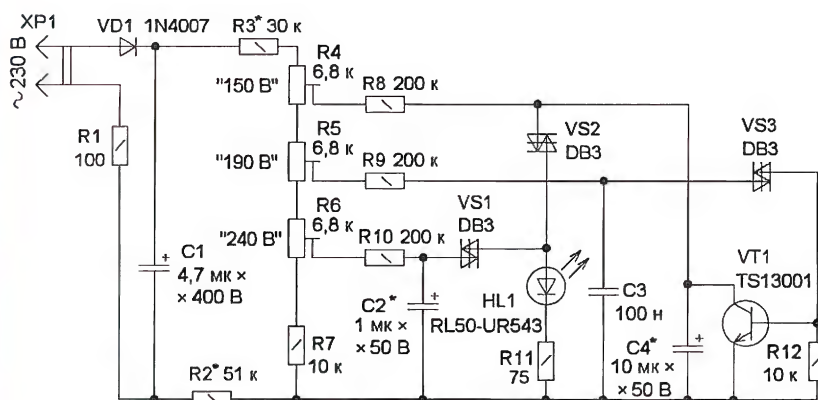 XP1
~230 В
VD1 1N4007
R3* 30 к
R4
6,8 к
"150 В"
R8 200 к
R1
100
R5
6,8 к
"190 В"
R9 200 к
VS2
DB3
VS3
DB3
R6
6,8 к
"240 В"
R10 200 к
VS1
DB3
C1
4,7 мк ×
× 400 В
+
C2*
1 мк ×
× 50 В
+
HL1
RL50-UR543
C3
100 н
VT1
TS13001
R7
10 к
R11
75
C4*
10 мк ×
× 50 В
+
R12
10 к
R2* 51 к